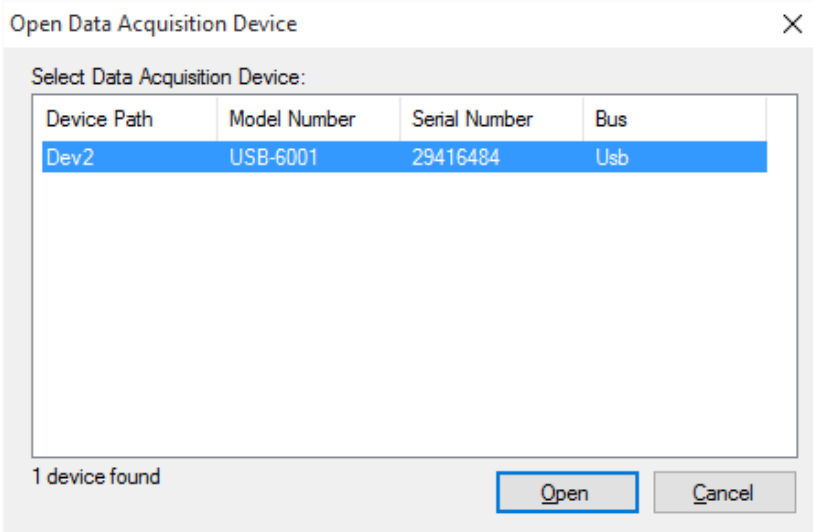 Open Data Acquisition Device
Select Data Acquisition Device:
Device Path Model Number Serial Number Bus
Dev2 USB-6001 29416484 Usb
1 device found
Open Cancel